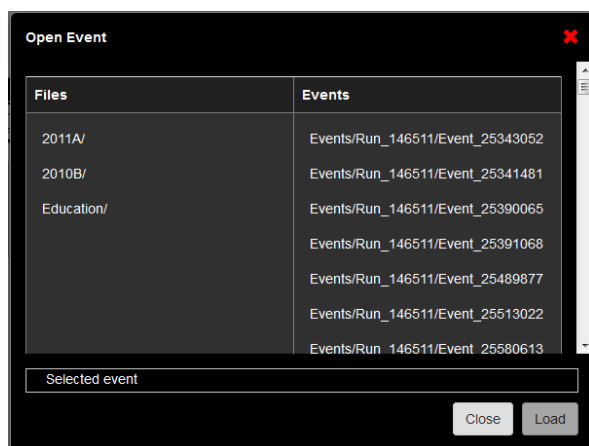 Open Event
Files Events
2011A/ Events/Run_146511/Event_25343052
2010B/ Events/Run_146511/Event_25341481
Education/ Events/Run_146511/Event_25390065
Events/Run_146511/Event_25391068
Events/Run_146511/Event_25489877
Events/Run_146511/Event_25513022
Events/Run_146511/Event_25580613
Selected event
Close Load